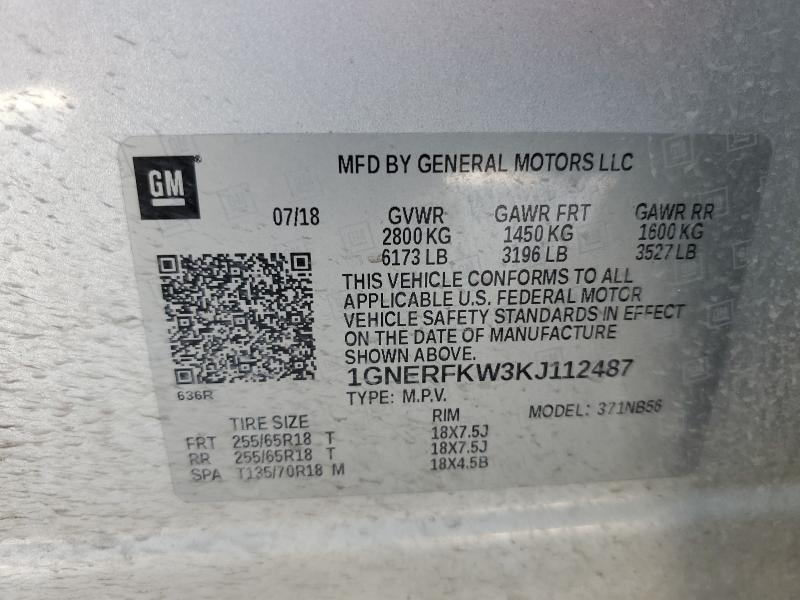 GM
MFD BY GENERAL MOTORS LLC
07/18 GVWR GAWR FRT GAWR RR
2800 KG 1450 KG 1600 KG
6173 LB 3196 LB 3527 LB
THIS VEHICLE CONFORMS TO ALL
APPLICABLE U.S. FEDERAL MOTOR
VEHICLE SAFETY STANDARDS IN EFFECT
ON THE DATE OF MANUFACTURE
SHOWN ABOVE.
1GNERFKW3KJ112487
636R
TYPE: M.P.V. MODEL: 371NB56
TIRE SIZE RIM
FRT 255/65R18 T 18X7.5J
RR 255/65R18 T 18X7.5J
SPA T135/70R18 M 18X4.5B